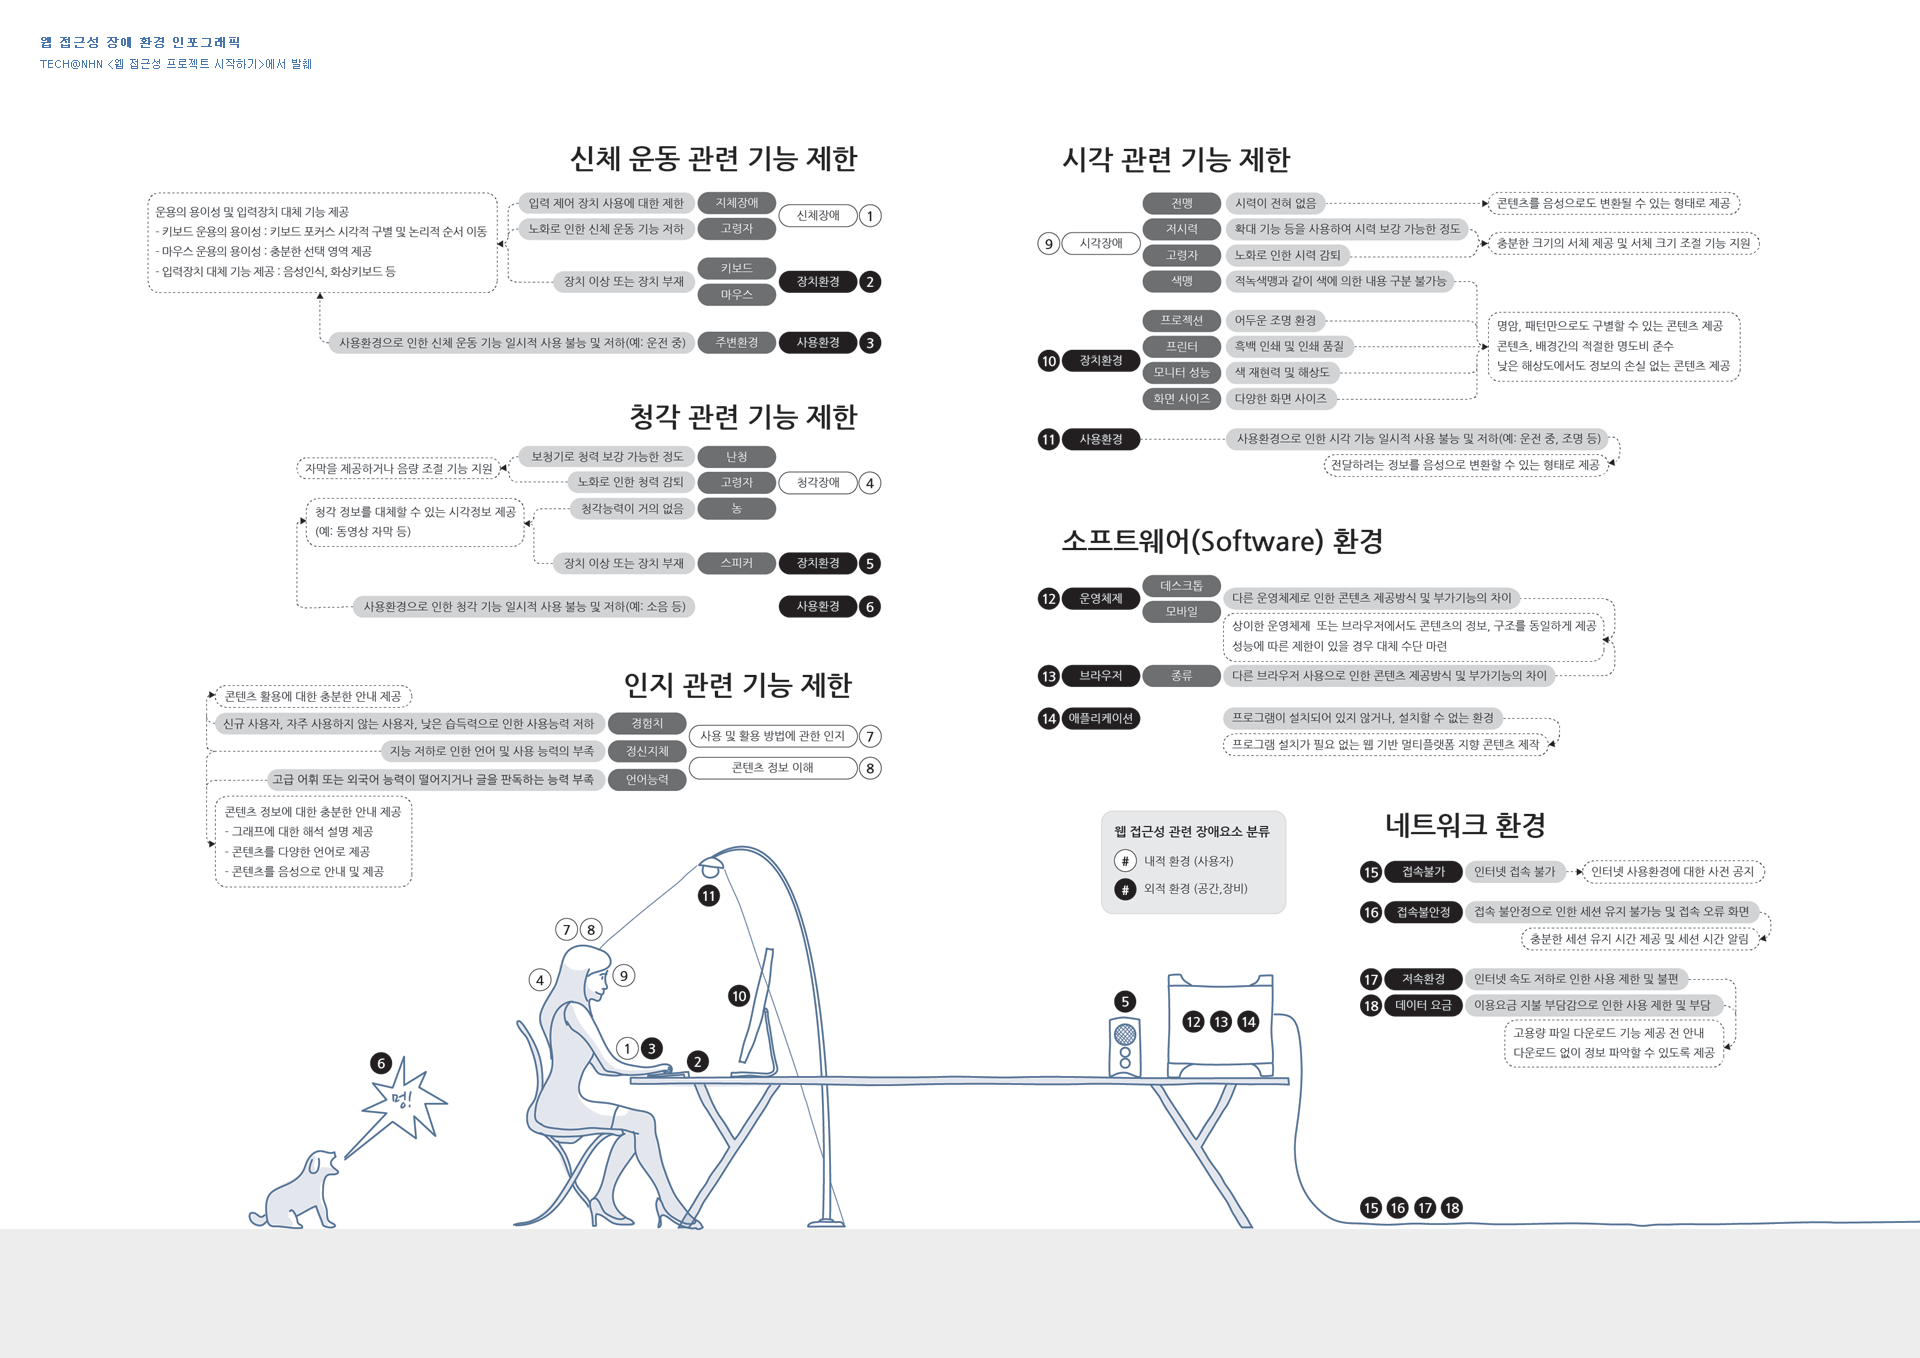 웹 접근성 장애 환경 인포그래픽
TECH@NHN <웹 접근성 프로젝트 시작하기>에서 발췌
신체 운동 관련 기능 제한
운용의 용이성 및 입력장치 대체 기능 제공
- 키보드 운용의 용이성 : 키보드 포커스 시각적 구별 및 논리적 순서 이동
- 마우스 운용의 용이성 : 충분한 선택 영역 제공
- 입력장치 대체 기능 제공 : 음성인식, 화상키보드 등
입력 제어 장치 사용에 대한 제한 지체장애
신체장애 1
노화로 인한 신체 운동 기능 저하 고령자
키보드
장치 이상 또는 장치 부재 장치환경 2
마우스
사용환경으로 인한 신체 운동 기능 일시적 사용 불능 및 저하(예: 운전 중) 주변환경 사용환경 3
청각 관련 기능 제한
보청기로 청력 보강 가능한 정도 난청
자막을 제공하거나 음량 조절 기능 지원
노화로 인한 청력 감퇴 고령자 청각장애 4
청각능력이 거의 없음 농
청각 정보를 대체할 수 있는 시각정보 제공
(예: 동영상 자막 등)
장치 이상 또는 장치 부재 스피커 장치환경 5
사용환경으로 인한 청각 기능 일시적 사용 불능 및 저하(예: 소음 등) 사용환경 6
인지 관련 기능 제한
콘텐츠 활용에 대한 충분한 안내 제공
신규 사용자, 자주 사용하지 않는 사용자, 낮은 습득력으로 인한 사용능력 저하 경험치
사용 및 활용 방법에 관한 인지 7
지능 저하로 인한 언어 및 사용 능력의 부족 정신지체
콘텐츠 정보 이해 8
고급 어휘 또는 외국어 능력이 떨어지거나 글을 판독하는 능력 부족 언어능력
콘텐츠 정보에 대한 충분한 안내 제공
- 그래프에 대한 해석 설명 제공
- 콘텐츠를 다양한 언어로 제공
- 콘텐츠를 음성으로 안내 및 제공
시각 관련 기능 제한
전맹 시력이 전혀 없음 콘텐츠를 음성으로도 변환될 수 있는 형태로 제공
저시력 확대 기능 등을 사용하여 시력 보강 가능한 정도
9 시각장애 충분한 크기의 서체 제공 및 서체 크기 조절 기능 지원
고령자 노화로 인한 시력 감퇴
색맹 적녹색맹과 같이 색에 의한 내용 구분 불가능
프로젝션 어두운 조명 환경
프린터 흑백 인쇄 및 인쇄 품질
10 장치환경
모니터 성능 색 재현력 및 해상도
화면 사이즈 다양한 화면 사이즈
명암, 패턴만으로도 구별할 수 있는 콘텐츠 제공
콘텐츠, 배경간의 적절한 명도비 준수
낮은 해상도에서도 정보의 손실 없는 콘텐츠 제공
11 사용환경 사용환경으로 인한 시각 기능 일시적 사용 불능 및 저하(예: 운전 중, 조명 등)
전달하려는 정보를 음성으로 변환할 수 있는 형태로 제공
소프트웨어(Software) 환경
데스크톱
12 운영체제 다른 운영체제로 인한 콘텐츠 제공방식 및 부가기능의 차이
모바일
상이한 운영체제 또는 브라우저에서도 콘텐츠의 정보, 구조를 동일하게 제공
성능에 따른 제한이 있을 경우 대체 수단 마련
13 브라우저 종류 다른 브라우저 사용으로 인한 콘텐츠 제공방식 및 부가기능의 차이
14 애플리케이션 프로그램이 설치되어 있지 않거나, 설치할 수 없는 환경
프로그램 설치가 필요 없는 웹 기반 멀티플랫폼 지향 콘텐츠 제작
웹 접근성 관련 장애요소 분류
# 내적 환경 (사용자)
# 외적 환경 (공간,장비)
네트워크 환경
15 접속불가 인터넷 접속 불가 인터넷 사용환경에 대한 사전 공지
16 접속불안정 접속 불안정으로 인한 세션 유지 불가능 및 접속 오류 화면
충분한 세션 유지 시간 제공 및 세션 시간 알림
17 저속환경 인터넷 속도 저하로 인한 사용 제한 및 불편
18 데이터 요금 이용요금 지불 부담감으로 인한 사용 제한 및 부담
고용량 파일 다운로드 기능 제공 전 안내
다운로드 없이 정보 파악할 수 있도록 제공
11
7 8
4 9
10
1 3 2
6
멍!
5
12 13 14
15 16 17 18